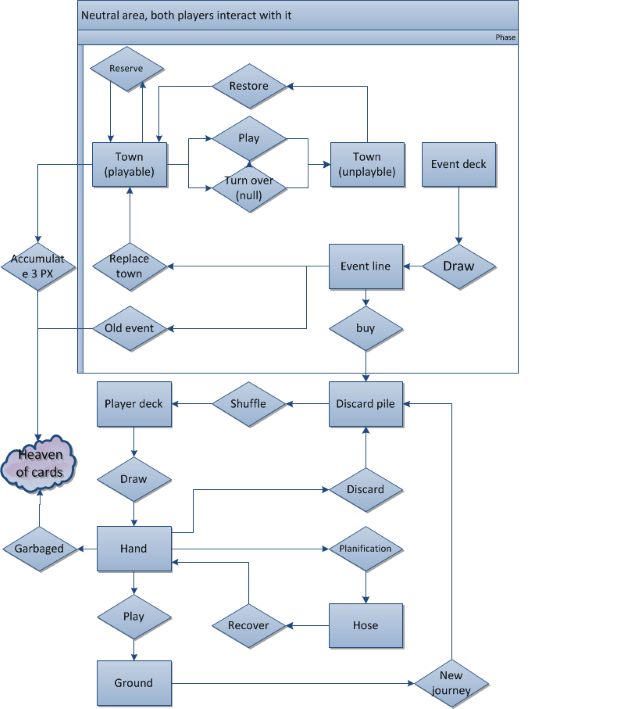 Neutral area, both players interact with it
Phase
Reserve
Restore
Play
Town
(playable)
Turn over
(null)
Town
(unplayble)
Event deck
Accumulat
e 3 PX
Replace
town
Event line
Draw
Old event
buy
Player deck
Shuffle
Discard pile
Heaven
of cards
Draw
Discard
Garbaged
Hand
Planification
Play
Recover
Hose
Ground
New
journey